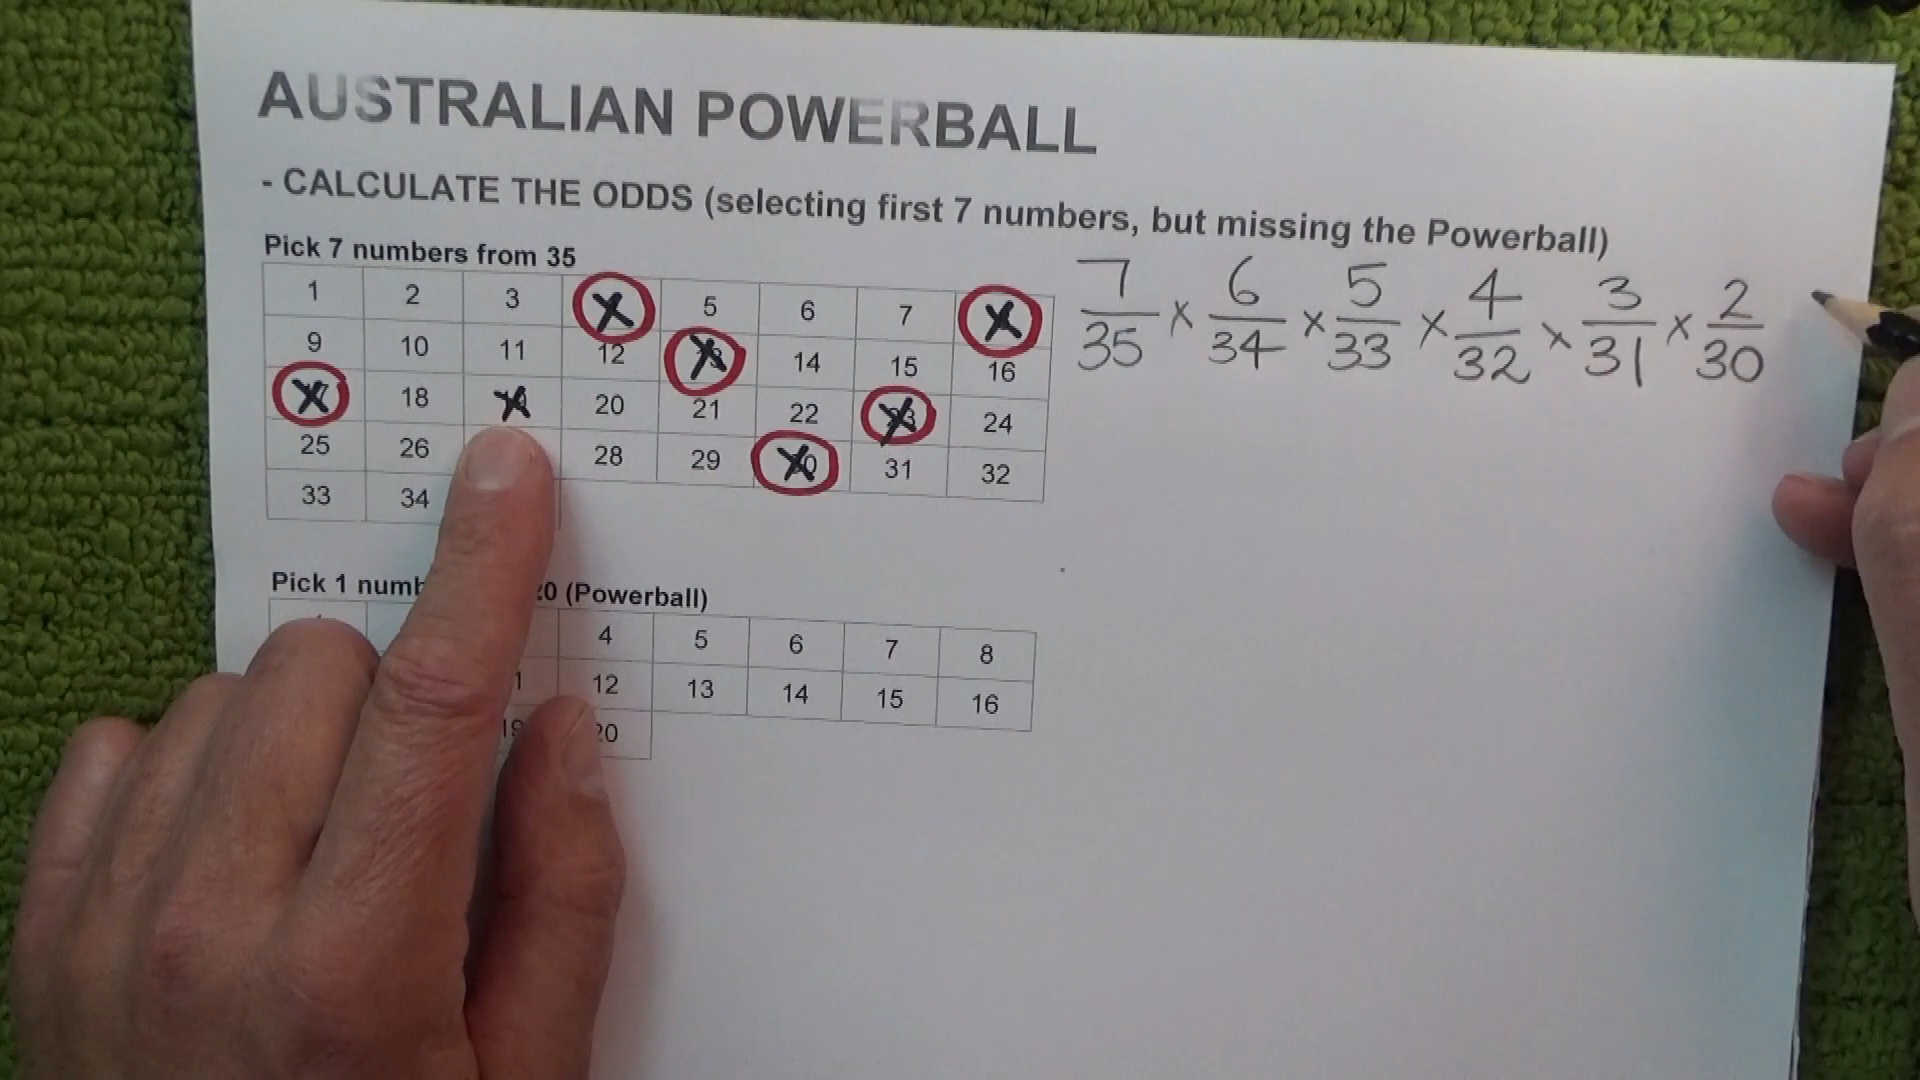 AUSTRALIAN POWERBALL
- CALCULATE THE ODDS (selecting first 7 numbers, but missing the Powerball)
Pick 7 numbers from 35
7/35 x 6/34 x 5/33 x 4/32 x 3/31 x 2/30
1 2 3 5 6 7
9 10 11 12 14 15 16
18 20 21 22 24
25 26 28 29 31 32
33 34
Pick 1 (Powerball)
4 5 6 7 8
12 13 14 15 16
19 20